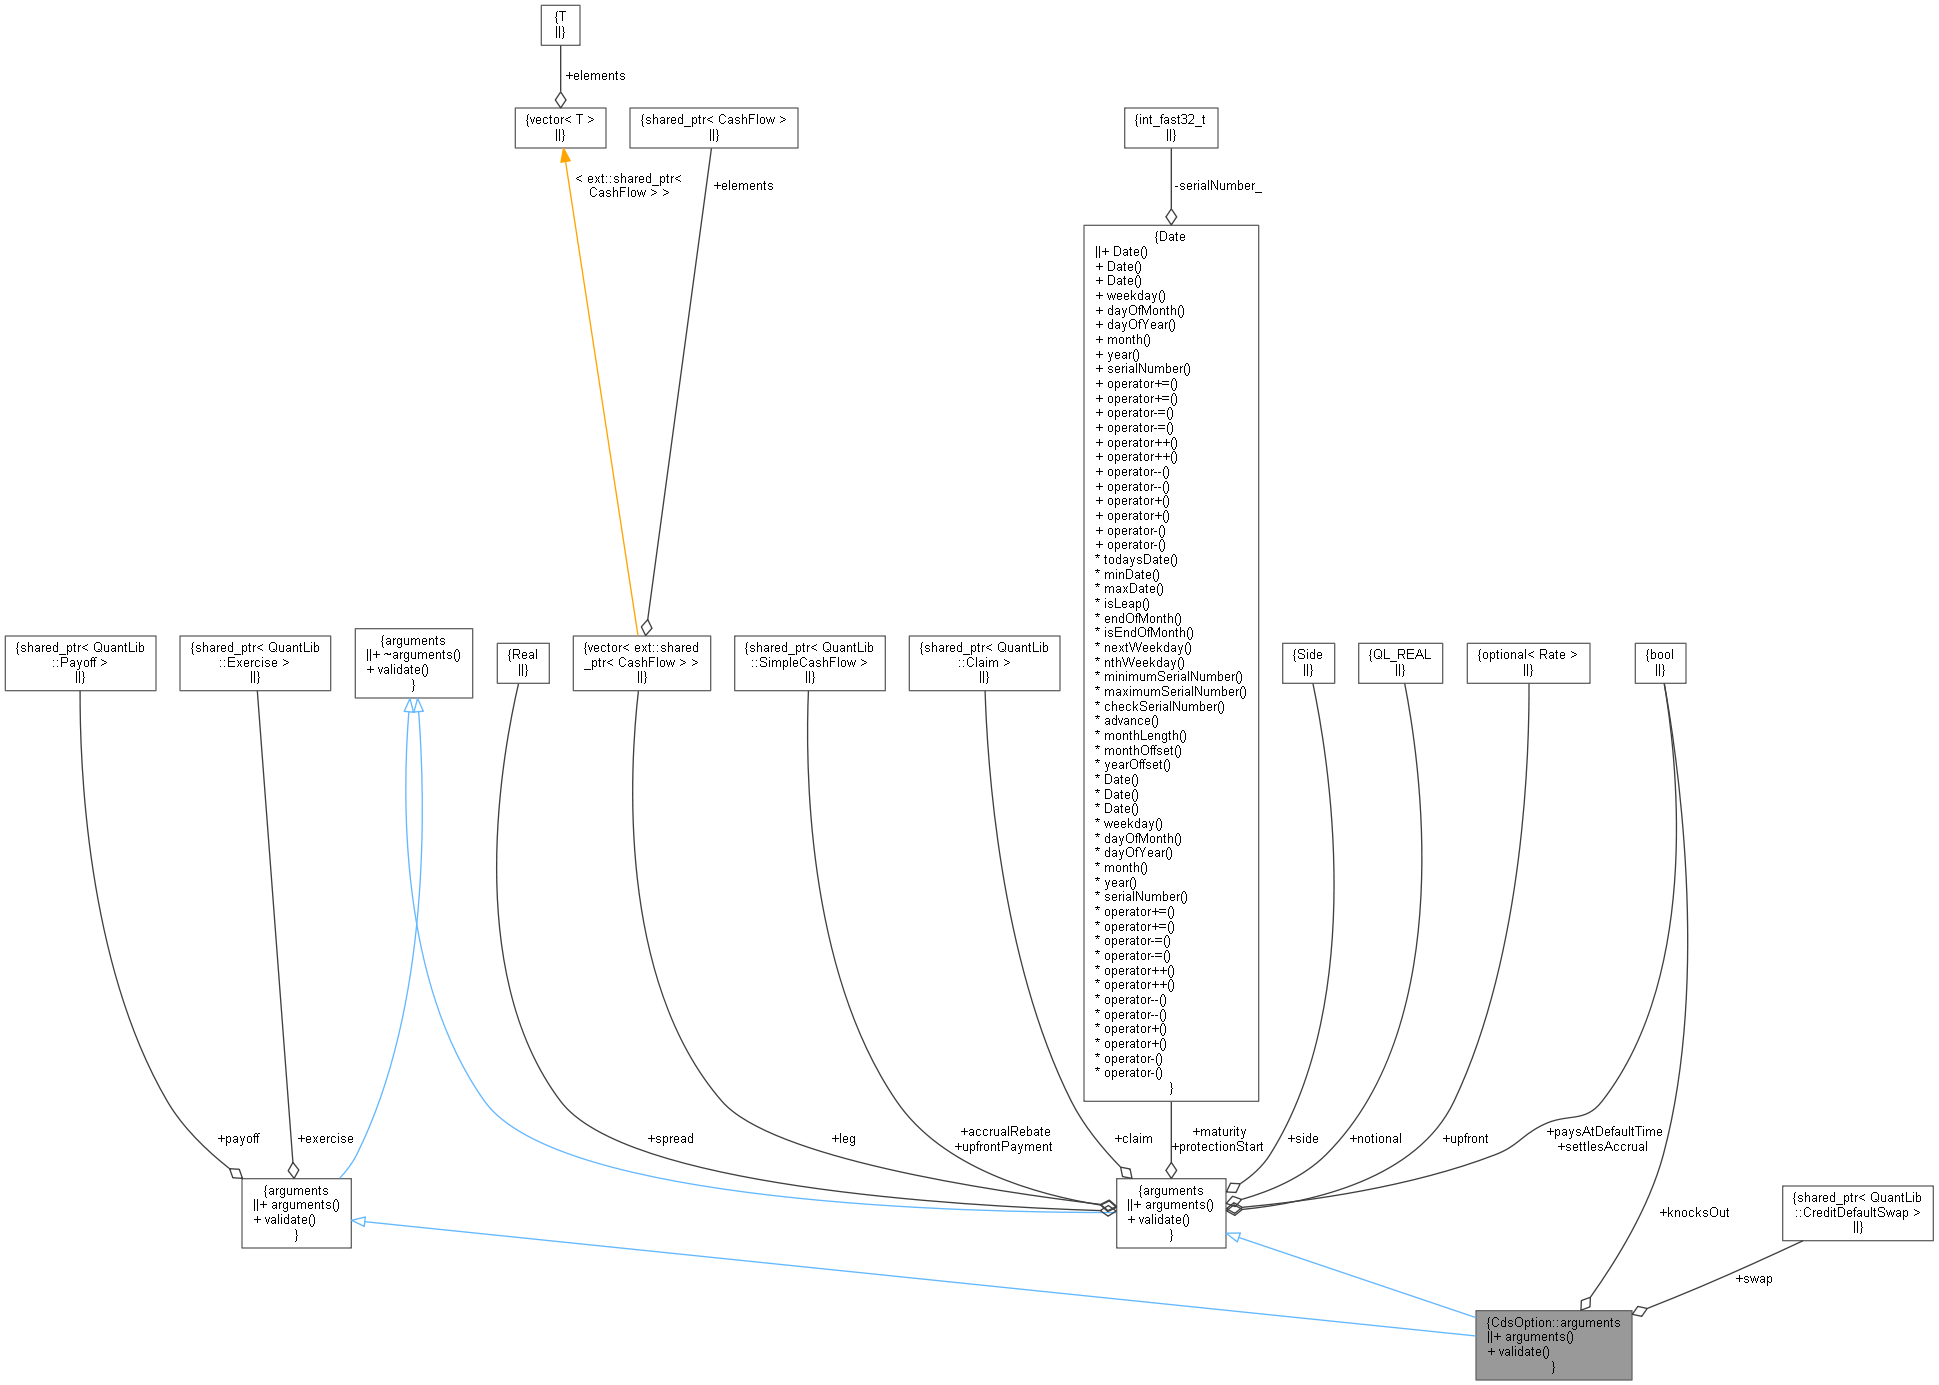 {T
||}
+elements
{vector< T >
||}
{shared_ptr< CashFlow >
||}
< ext::shared_ptr<
CashFlow > >
+elements
{int_fast32_t
||}
-serialNumber_
{Date
||+ Date()
+ Date()
+ Date()
+ weekday()
+ dayOfMonth()
+ dayOfYear()
+ month()
+ year()
+ serialNumber()
+ operator+=()
+ operator+=()
+ operator-=()
+ operator-=()
+ operator++()
+ operator++()
+ operator--()
+ operator--()
+ operator+()
+ operator+()
+ operator-()
+ operator-()
* todaysDate()
* minDate()
* maxDate()
* isLeap()
* endOfMonth()
* isEndOfMonth()
* nextWeekday()
* nthWeekday()
* minimumSerialNumber()
* maximumSerialNumber()
* checkSerialNumber()
* advance()
* monthLength()
* monthOffset()
* yearOffset()
* Date()
* Date()
* Date()
* weekday()
* dayOfMonth()
* dayOfYear()
* month()
* year()
* serialNumber()
* operator+=()
* operator+=()
* operator-=()
* operator-=()
* operator++()
* operator++()
* operator--()
* operator--()
* operator+()
* operator+()
* operator-()
* operator-()
}
{shared_ptr< QuantLib
::Payoff >
||}
{shared_ptr< QuantLib
::Exercise >
||}
{arguments
||+ ~arguments()
+ validate()
}
{Real
||}
{vector< ext::shared
_ptr< CashFlow > >
||}
{shared_ptr< QuantLib
::SimpleCashFlow >
||}
{shared_ptr< QuantLib
::Claim >
||}
{Side
||}
{QL_REAL
||}
{optional< Rate >
||}
{bool
||}
+payoff
+exercise
+spread
+leg
+accrualRebate
+upfrontPayment
+claim
+maturity
+protectionStart
+side
+notional
+upfront
+paysAtDefaultTime
+settlesAccrual
{arguments
||+ arguments()
+ validate()
}
{arguments
||+ arguments()
+ validate()
}
+knocksOut
{shared_ptr< QuantLib
::CreditDefaultSwap >
||}
+swap
{CdsOption::arguments
||+ arguments()
+ validate()
}